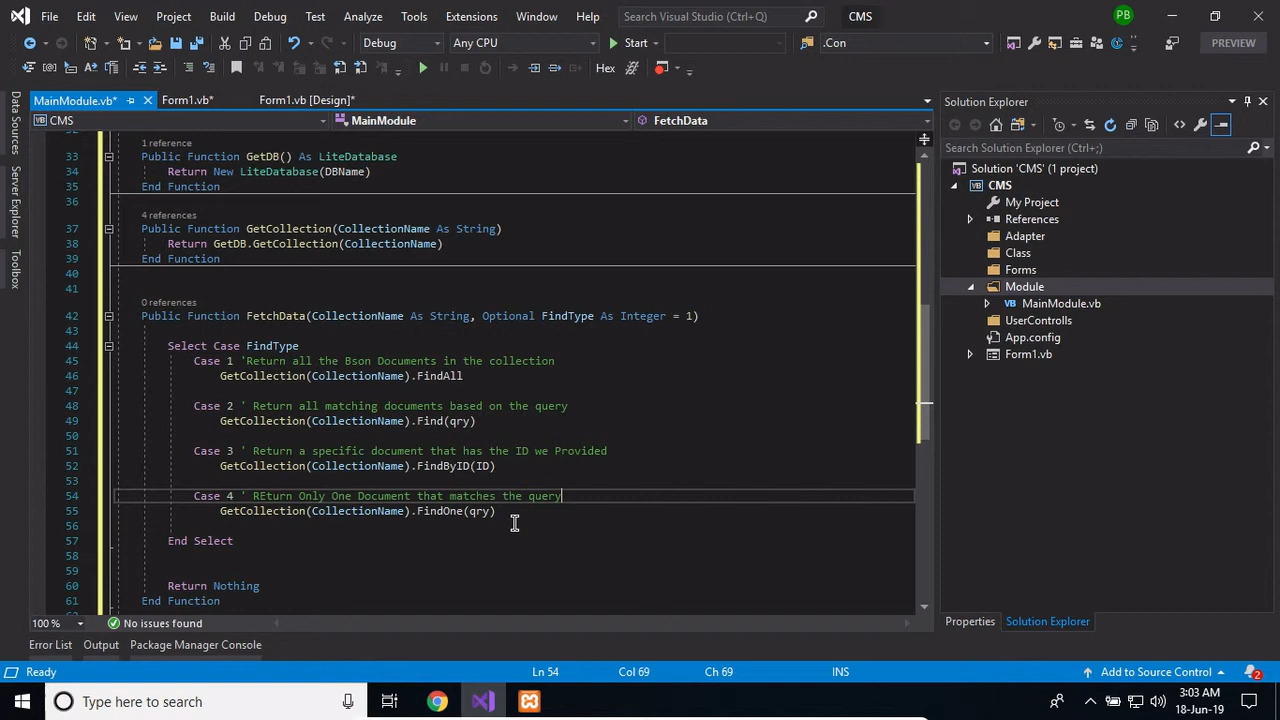 File Edit View Project Build Debug Test Analyze Tools Extensions Window Help Search Visual Studio (Ctrl+Q) CMS PB
Debug Any CPU Start .Con PREVIEW
Hex
MainModule.vb* Form1.vb* Form1.vb [Design]*
CMS MainModule FetchData
1 reference
33 Public Function GetDB() As LiteDatabase
34 Return New LiteDatabase(DBName)
35 End Function
36
4 references
37 Public Function GetCollection(CollectionName As String)
38 Return GetDB.GetCollection(CollectionName)
39 End Function
40
41
0 references
42 Public Function FetchData(CollectionName As String, Optional FindType As Integer = 1)
43
44 Select Case FindType
45 Case 1 'Return all the Bson Documents in the collection
46 GetCollection(CollectionName).FindAll
47
48 Case 2 ' Return all matching documents based on the query
49 GetCollection(CollectionName).Find(qry)
50
51 Case 3 ' Return a specific document that has the ID we Provided
52 GetCollection(CollectionName).FindByID(ID)
53
54 Case 4 ' REturn Only One Document that matches the query
55 GetCollection(CollectionName).FindOne(qry)
56
57 End Select
58
59
60 Return Nothing
61 End Function
100 % No issues found
Error List Output Package Manager Console
Data Sources
Server Explorer
Toolbox
Solution Explorer
Search Solution Explorer (Ctrl+;)
Solution 'CMS' (1 project)
CMS
My Project
References
Adapter
Class
Forms
Module
MainModule.vb
UserControlls
App.config
Form1.vb
Properties Solution Explorer
Ready Ln 54 Col 69 Ch 69 INS Add to Source Control 2
Type here to search 3:03 AM
18-Jun-19